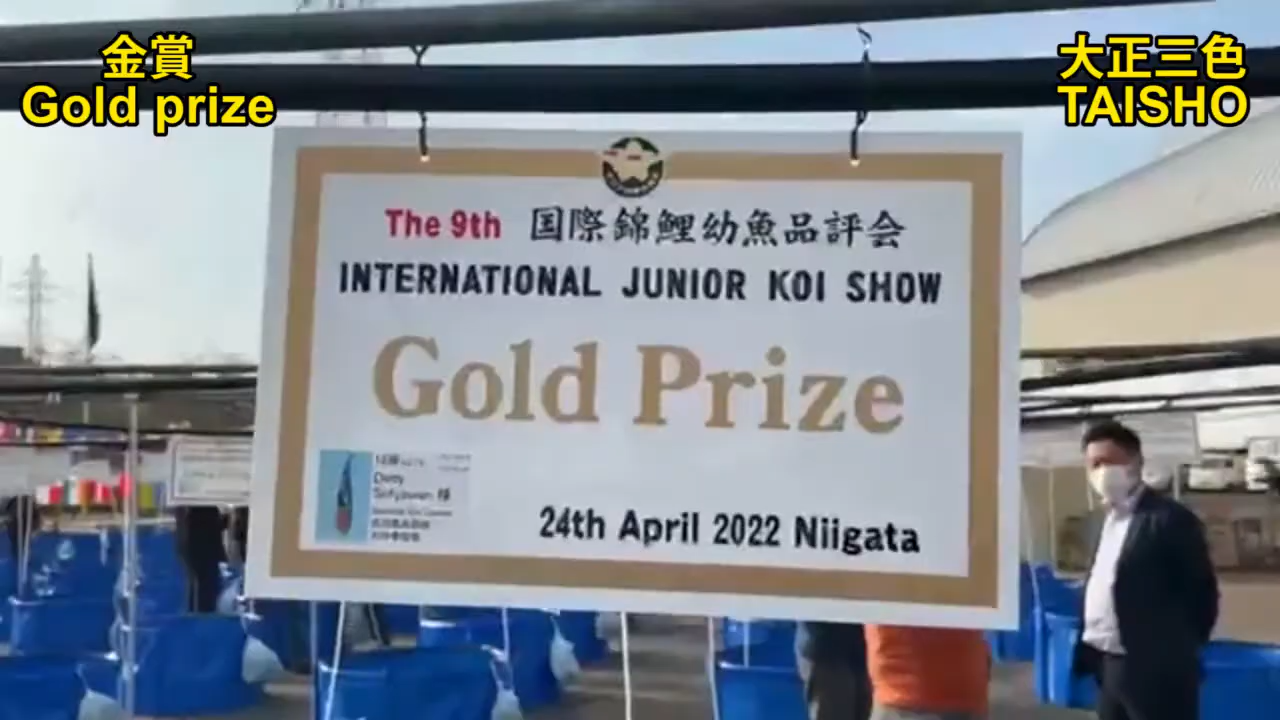 金賞
Gold prize
大正三色
TAISHO
The 9th 国際錦鯉幼魚品評会
INTERNATIONAL JUNIOR KOI SHOW
Gold Prize
24th April 2022 Niigata